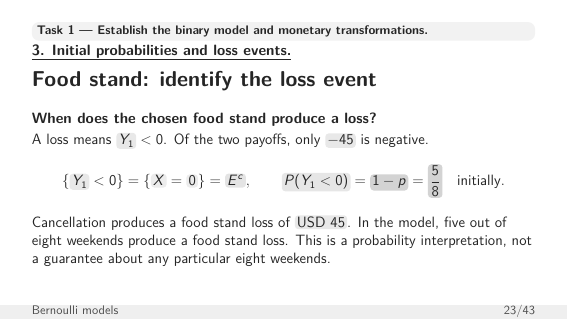 Task 1 — Establish the binary model and monetary transformations.
3. Initial probabilities and loss events.
Food stand: identify the loss event
When does the chosen food stand produce a loss?
A loss means Y₁ < 0. Of the two payoffs, only −45 is negative.
{Y₁ < 0} = {X = 0} = Eᶜ, P(Y₁ < 0) = 1 − p = 5/8 initially.
Cancellation produces a food stand loss of USD 45. In the model, five out of
eight weekends produce a food stand loss. This is a probability interpretation, not
a guarantee about any particular eight weekends.
Bernoulli models 23/43